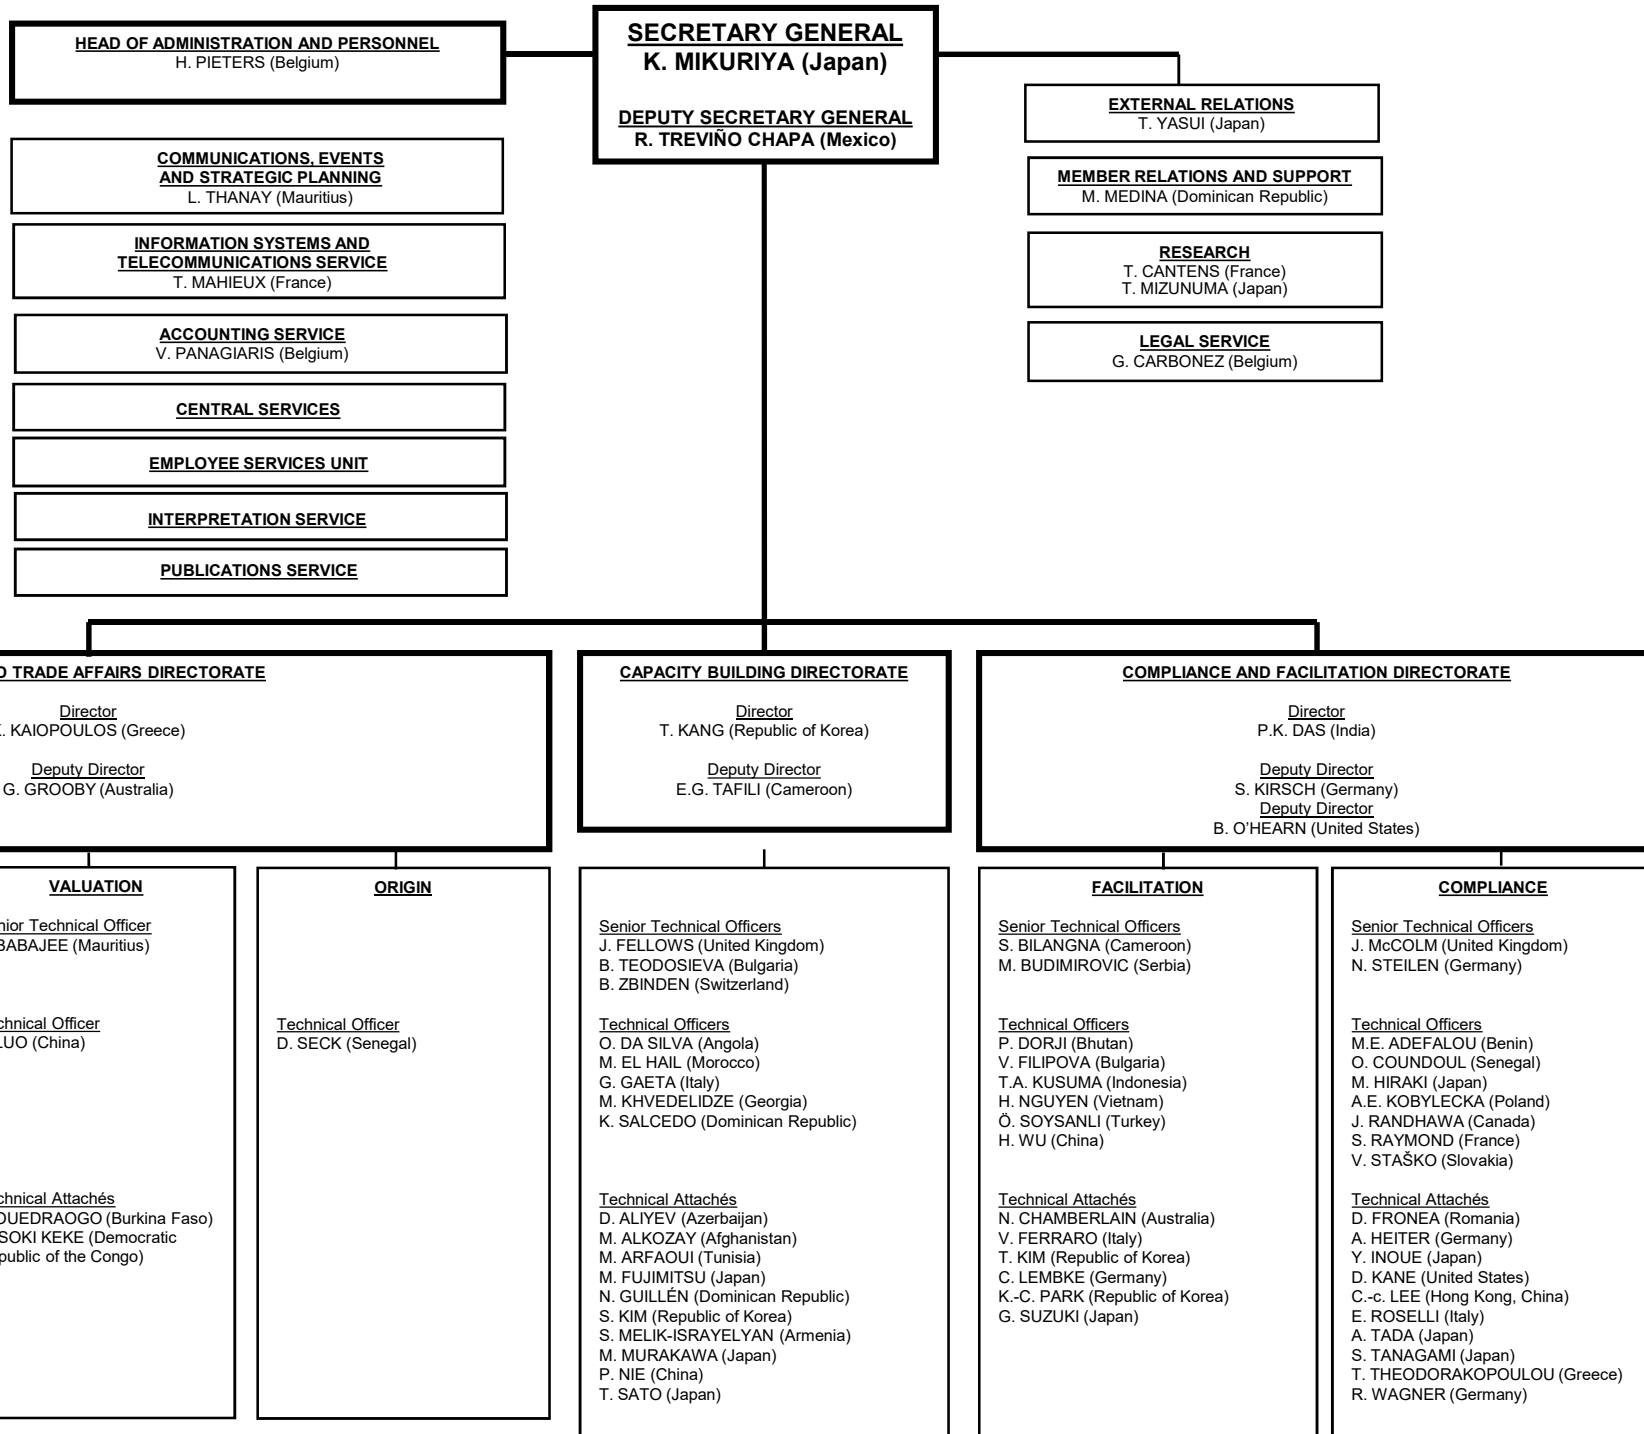 HEAD OF ADMINISTRATION AND PERSONNEL
H. PIETERS (Belgium)
SECRETARY GENERAL
K. MIKURIYA (Japan)
DEPUTY SECRETARY GENERAL
R. TREVIÑO CHAPA (Mexico)
EXTERNAL RELATIONS
T. YASUI (Japan)
MEMBER RELATIONS AND SUPPORT
M. MEDINA (Dominican Republic)
RESEARCH
T. CANTENS (France)
T. MIZUNUMA (Japan)
LEGAL SERVICE
G. CARBONEZ (Belgium)
COMMUNICATIONS, EVENTS
AND STRATEGIC PLANNING
L. THANAY (Mauritius)
INFORMATION SYSTEMS AND
TELECOMMUNICATIONS SERVICE
T. MAHIEUX (France)
ACCOUNTING SERVICE
V. PANAGIARIS (Belgium)
CENTRAL SERVICES
EMPLOYEE SERVICES UNIT
INTERPRETATION SERVICE
PUBLICATIONS SERVICE
TRADE AFFAIRS DIRECTORATE
Director
KAIOPOULOS (Greece)
Deputy Director
G. GROOBY (Australia)
CAPACITY BUILDING DIRECTORATE
Director
T. KANG (Republic of Korea)
Deputy Director
E.G. TAFILI (Cameroon)
COMPLIANCE AND FACILITATION DIRECTORATE
Director
P.K. DAS (India)
Deputy Director
S. KIRSCH (Germany)
Deputy Director
B. O'HEARN (United States)
VALUATION
nior Technical Officer
BABAJEE (Mauritius)
chnical Officer
LUO (China)
chnical Attachés
OUEDRAOGO (Burkina Faso)
SOKI KEKE (Democratic
public of the Congo)
ORIGIN
Technical Officer
D. SECK (Senegal)
Senior Technical Officers
J. FELLOWS (United Kingdom)
B. TEODOSIEVA (Bulgaria)
B. ZBINDEN (Switzerland)
Technical Officers
O. DA SILVA (Angola)
M. EL HAIL (Morocco)
G. GAETA (Italy)
M. KHVEDELIDZE (Georgia)
K. SALCEDO (Dominican Republic)
Technical Attachés
D. ALIYEV (Azerbaijan)
M. ALKOZAY (Afghanistan)
M. ARFAOUI (Tunisia)
M. FUJIMITSU (Japan)
N. GUILLÉN (Dominican Republic)
S. KIM (Republic of Korea)
S. MELIK-ISRAYELYAN (Armenia)
M. MURAKAWA (Japan)
P. NIE (China)
T. SATO (Japan)
FACILITATION
Senior Technical Officers
S. BILANGNA (Cameroon)
M. BUDIMIROVIC (Serbia)
Technical Officers
P. DORJI (Bhutan)
V. FILIPOVA (Bulgaria)
T.A. KUSUMA (Indonesia)
H. NGUYEN (Vietnam)
Ö. SOYSANLI (Turkey)
H. WU (China)
Technical Attachés
N. CHAMBERLAIN (Australia)
V. FERRARO (Italy)
T. KIM (Republic of Korea)
C. LEMBKE (Germany)
K.-C. PARK (Republic of Korea)
G. SUZUKI (Japan)
COMPLIANCE
Senior Technical Officers
J. McCOLM (United Kingdom)
N. STEILEN (Germany)
Technical Officers
M.E. ADEFALOU (Benin)
O. COUNDOUL (Senegal)
M. HIRAKI (Japan)
A.E. KOBYLECKA (Poland)
J. RANDHAWA (Canada)
S. RAYMOND (France)
V. STAŠKO (Slovakia)
Technical Attachés
D. FRONEA (Romania)
A. HEITER (Germany)
Y. INOUE (Japan)
D. KANE (United States)
C.-c. LEE (Hong Kong, China)
E. ROSELLI (Italy)
A. TADA (Japan)
S. TANAGAMI (Japan)
T. THEODORAKOPOULOU (Greece)
R. WAGNER (Germany)